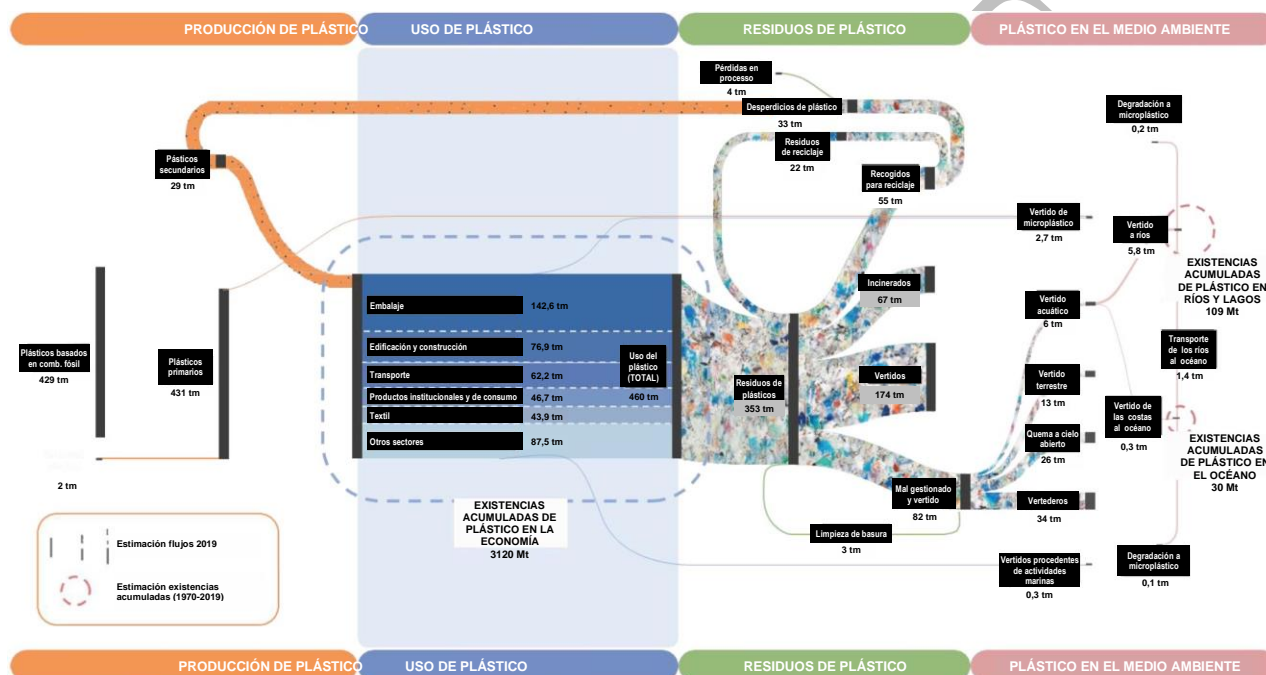 PRODUCCIÓN DE PLÁSTICO
USO DE PLÁSTICO
RESIDUOS DE PLÁSTICO
PLÁSTICO EN EL MEDIO AMBIENTE
Pérdidas en
proceso
4 tm
Desperdicios de plástico
33 tm
Residuos
de reciclaje
22 tm
Recogidos
para reciclaje
55 tm
Degradación a
microplástico
0,2 tm
Pásticos
secundarios
29 tm
Vertido de
microplástico
2,7 tm
Vertido
a ríos
5,8 tm
EXISTENCIAS
ACUMULADAS
DE PLÁSTICO EN
RÍOS Y LAGOS
109 Mt
Plásticos basados
en comb. fósil
429 tm
2 tm
Plásticos
primarios
431 tm
Embalaje
142,6 tm
Edificación y construcción
76,9 tm
Transporte
62,2 tm
Productos institucionales y de consumo
46,7 tm
Textil
43,9 tm
Otros sectores
87,5 tm
Uso del
plástico
(TOTAL)
460 tm
EXISTENCIAS
ACUMULADAS DE
PLÁSTICO EN LA
ECONOMÍA
3120 Mt
Residuos de
plásticos
353 tm
Incinerados
67 tm
Vertidos
174 tm
Mal gestionado
y vertido
82 tm
Limpieza de basura
3 tm
Vertido
acuático
6 tm
Vertido
terrestre
13 tm
Quema a cielo
abierto
26 tm
Vertederos
34 tm
Transporte
de los ríos
al océano
1,4 tm
Vertido de
las costas
al océano
0,3 tm
EXISTENCIAS
ACUMULADAS
DE PLÁSTICO EN
EL OCÉANO
30 Mt
Vertidos procedentes
de actividades
marinas
0,3 tm
Degradación a
microplástico
0,1 tm
Estimación flujos 2019
Estimación existencias
acumuladas (1970-2019)
PRODUCCIÓN DE PLÁSTICO
USO DE PLÁSTICO
RESIDUOS DE PLÁSTICO
PLÁSTICO EN EL MEDIO AMBIENTE